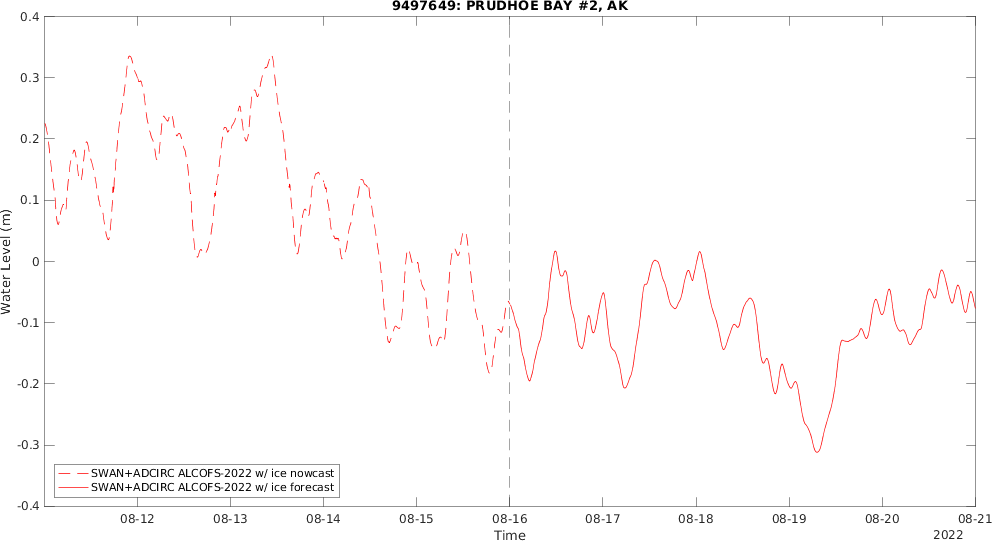 9497649: PRUDHOE BAY #2, AK
0.4
0.3
0.2
0.1
0
-0.1
-0.2
-0.3
-0.4
Water Level (m)
SWAN+ADCIRC ALCOFS-2022 w/ ice nowcast
SWAN+ADCIRC ALCOFS-2022 w/ ice forecast
08-12 08-13 08-14 08-15 08-16 08-17 08-18 08-19 08-20 08-21
Time
2022